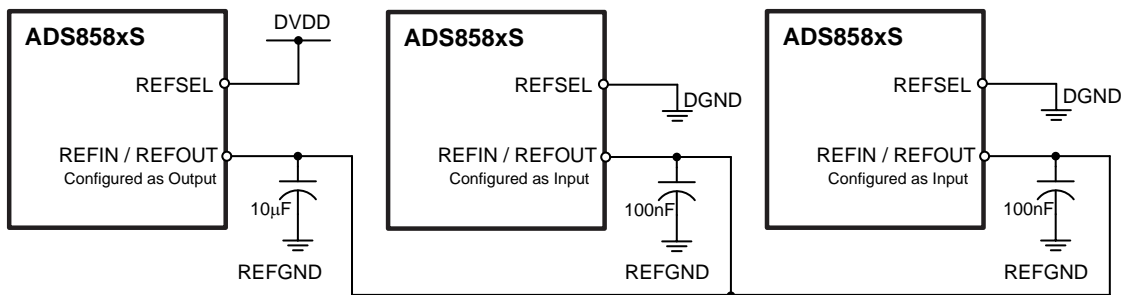 ADS858xS
DVDD
REFSEL
REFIN / REFOUT
Configured as Output
10μF
REFGND
ADS858xS
REFSEL
DGND
REFIN / REFOUT
Configured as Input
100nF
REFGND
ADS858xS
REFSEL
DGND
REFIN / REFOUT
Configured as Input
100nF
REFGND